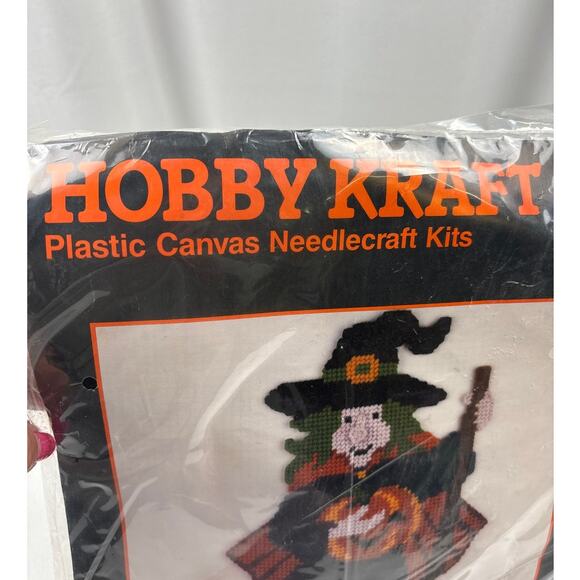 HOBBY KRAFT
Plastic Canvas Needlecraft Kits